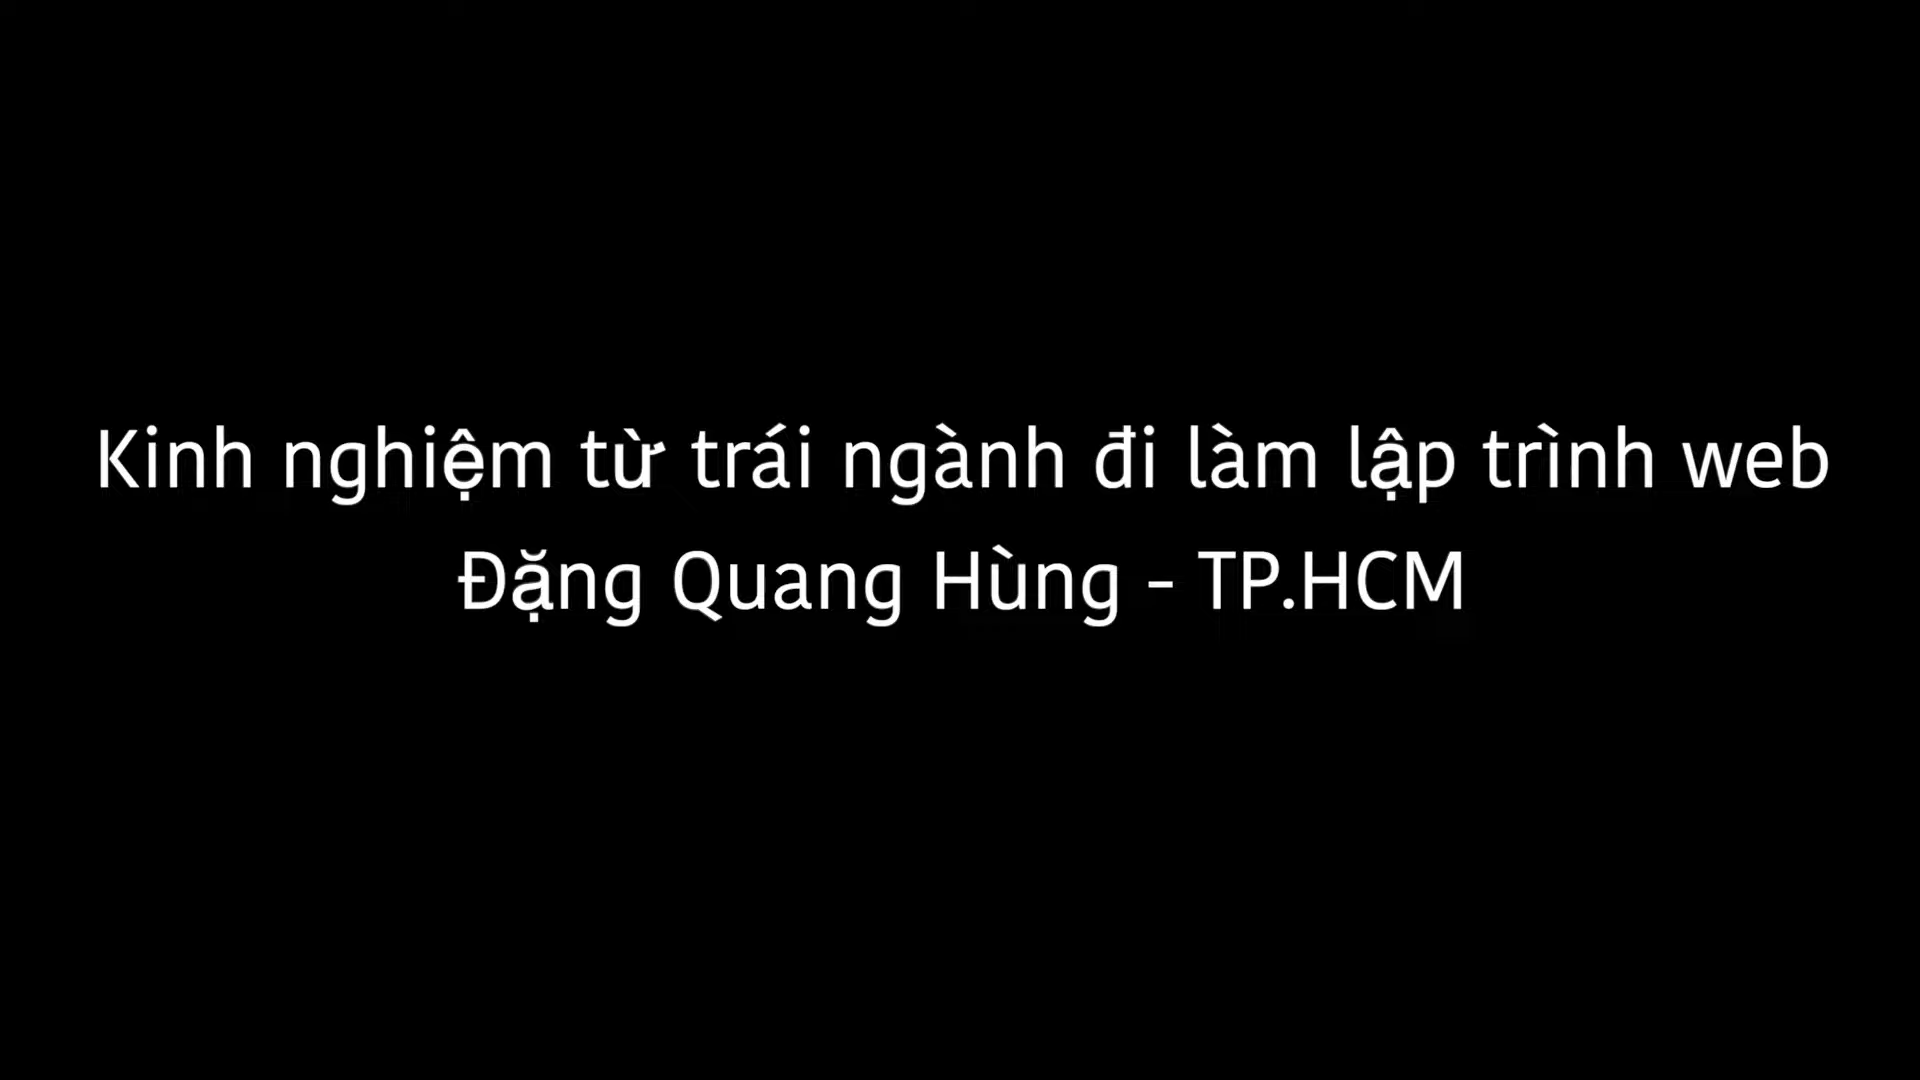 Kinh nghiệm từ trái ngành đi làm lập trình web
Đặng Quang Hùng - TP.HCM